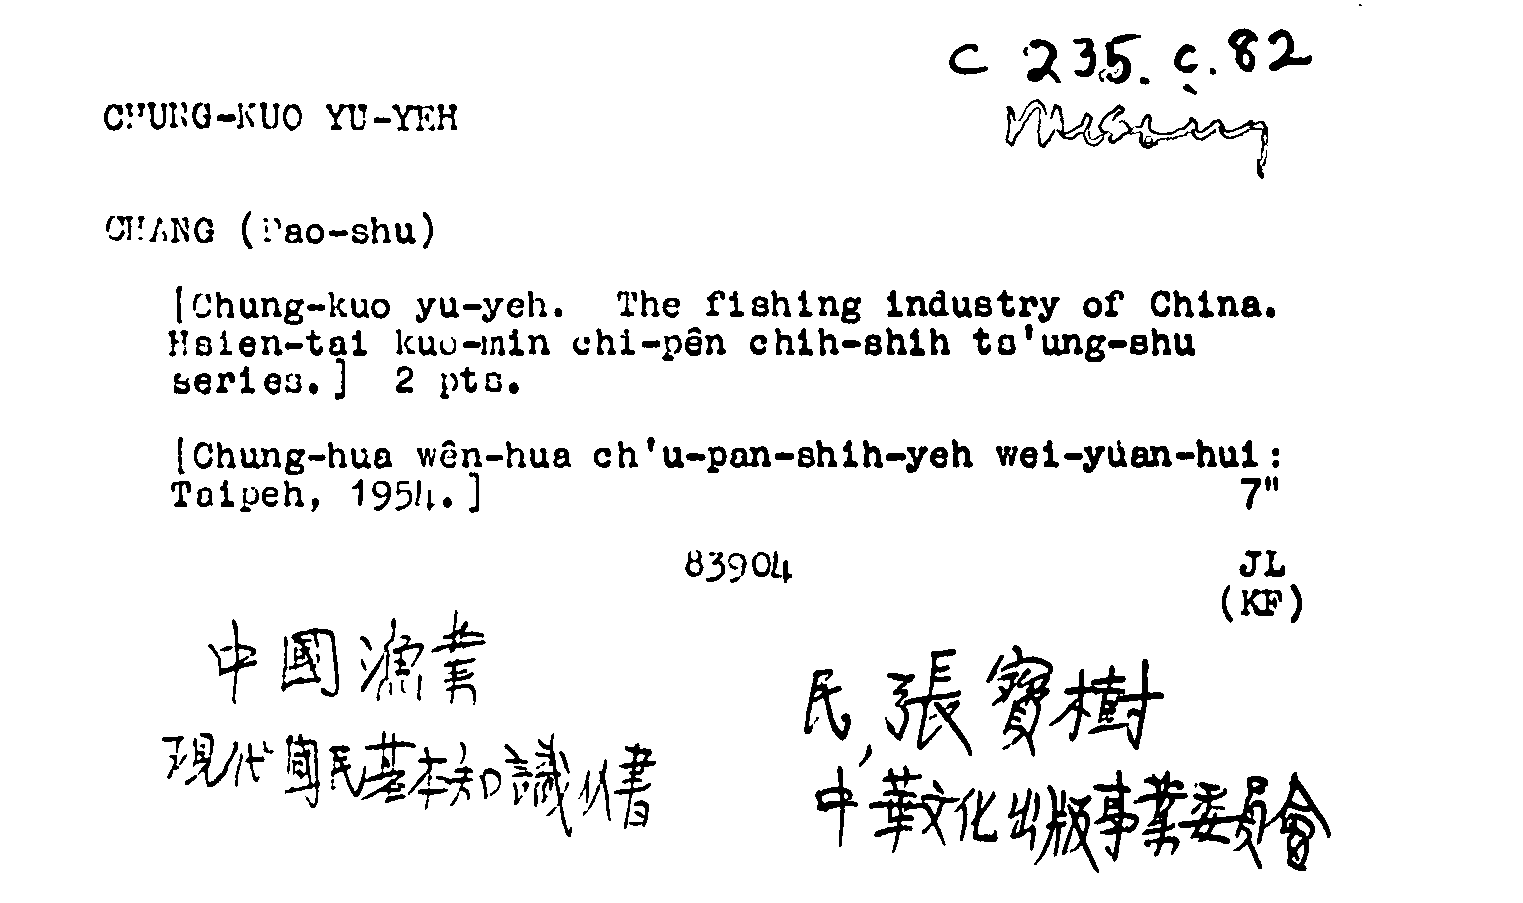 C 235. c. 82
Missing
CHUNG-KUO YU-YEH
CHANG (Pao-shu)
[Chung-kuo yu-yeh. The fishing industry of China.
Hsien-tai kuo-min chi-pên chih-shih ts'ung-shu
series.] 2 pts.
[Chung-hua wên-hua ch'u-pan-shih-yeh wei-yüan-hui:
Taipeh, 1954.] 7"
83904 JL
(KF)
中國漁業
民, 張寶樹
現代國民基本知識从書
中華文化出版事業委員會